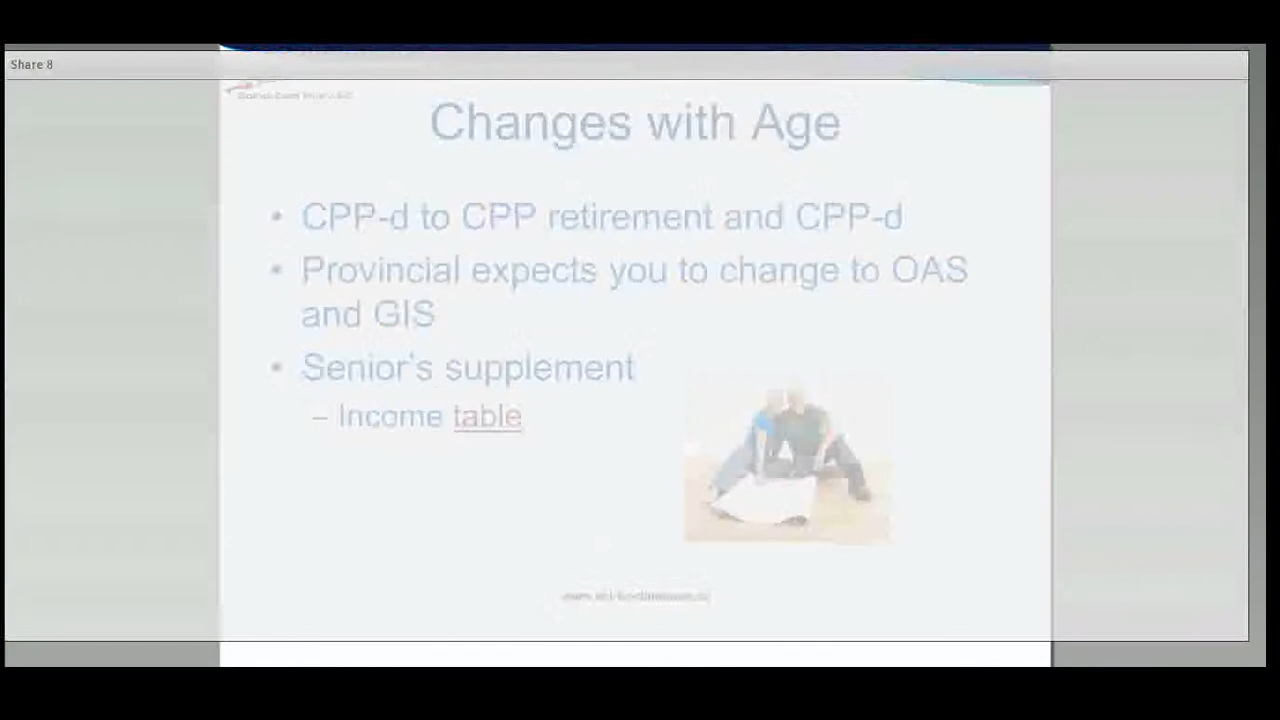 Share 8
Changes with Age
• CPP-d to CPP retirement and CPP-d
• Provincial expects you to change to OAS
and GIS
• Senior's supplement
– Income table